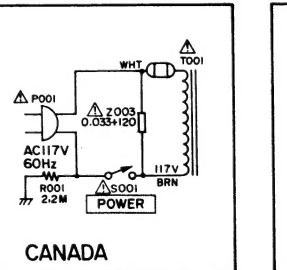 WHT
T001
P001
Z003
0.033+120
AC117V
60Hz
117V
BRN
R001
2.2M
S001
POWER
CANADA